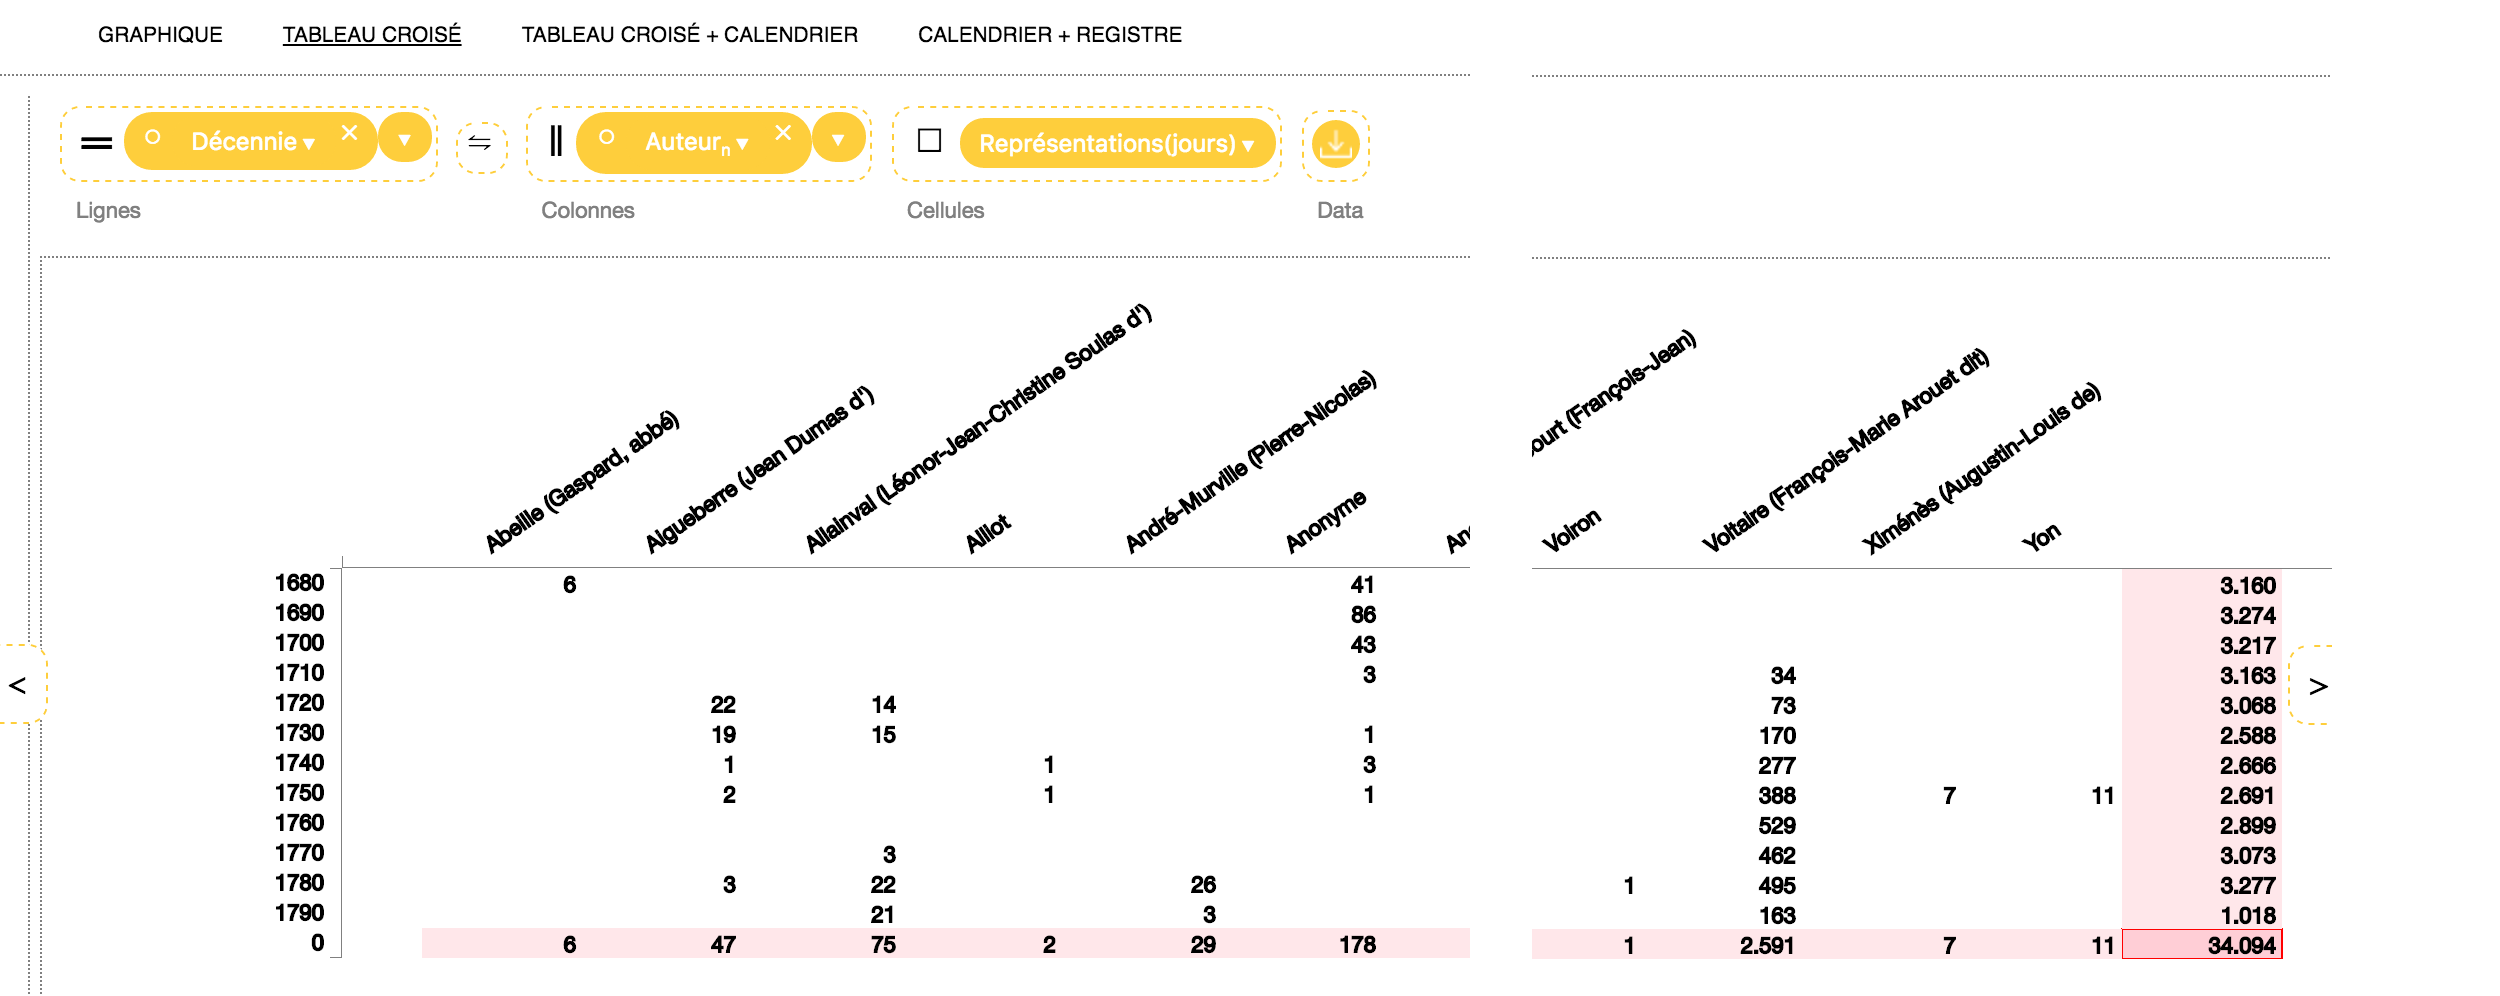 GRAPHIQUE TABLEAU CROISÉ TABLEAU CROISÉ + CALENDRIER CALENDRIER + REGISTRE
Décennie ▾ × ▾ ⇋ Auteurn ▾ × ▾ Représentations(jours) ▾
Lignes Colonnes Cellules Data
Abeille (Gaspard, abbé)
Algueberre (Jean Dumas d')
Allainval (Léonor-Jean-Christine Soulas d')
Alliot
André-Murville (Pierre-Nicolas)
Anonyme
An
ourt (François-Jean)
Voiron
Voltaire (François-Marie Arouet dit)
Ximénès (Augustin-Louis de)
Yon
1680 6 41 3.160
1690 86 3.274
1700 43 3.217
1710 3 34 3.163
1720 22 14 73 3.068
1730 19 15 1 170 2.588
1740 1 1 3 277 2.666
1750 2 1 1 388 7 11 2.691
1760 529 2.899
1770 3 462 3.073
1780 3 22 26 1 495 3.277
1790 21 3 163 1.018
0 6 47 75 2 29 178 1 2.591 7 11 34.094
< >